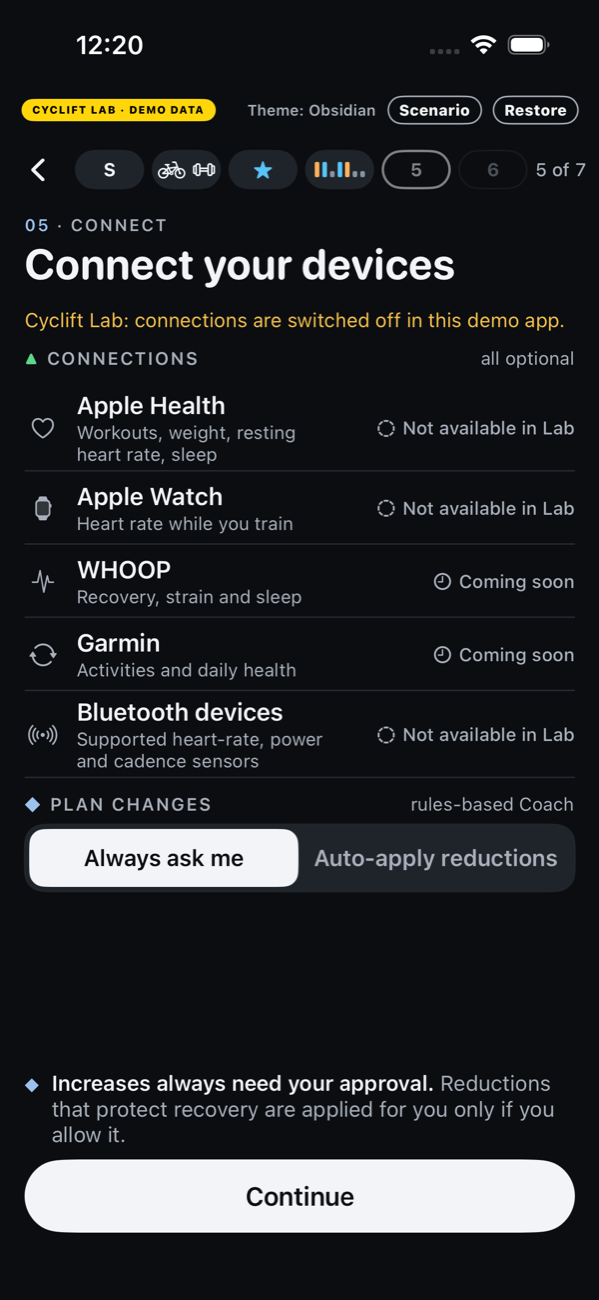 12:20
CYCLIFT LAB · DEMO DATA
Theme: Obsidian
Scenario
Restore
S
5
6
5 of 7
05 · CONNECT
Connect your devices
Cyclift Lab: connections are switched off in this demo app.
CONNECTIONS
all optional
Apple Health
Workouts, weight, resting
heart rate, sleep
Not available in Lab
Apple Watch
Heart rate while you train
Not available in Lab
WHOOP
Recovery, strain and sleep
Coming soon
Garmin
Activities and daily health
Coming soon
Bluetooth devices
Supported heart-rate, power
and cadence sensors
Not available in Lab
PLAN CHANGES
rules-based Coach
Always ask me
Auto-apply reductions
Increases always need your approval. Reductions
that protect recovery are applied for you only if you
allow it.
Continue